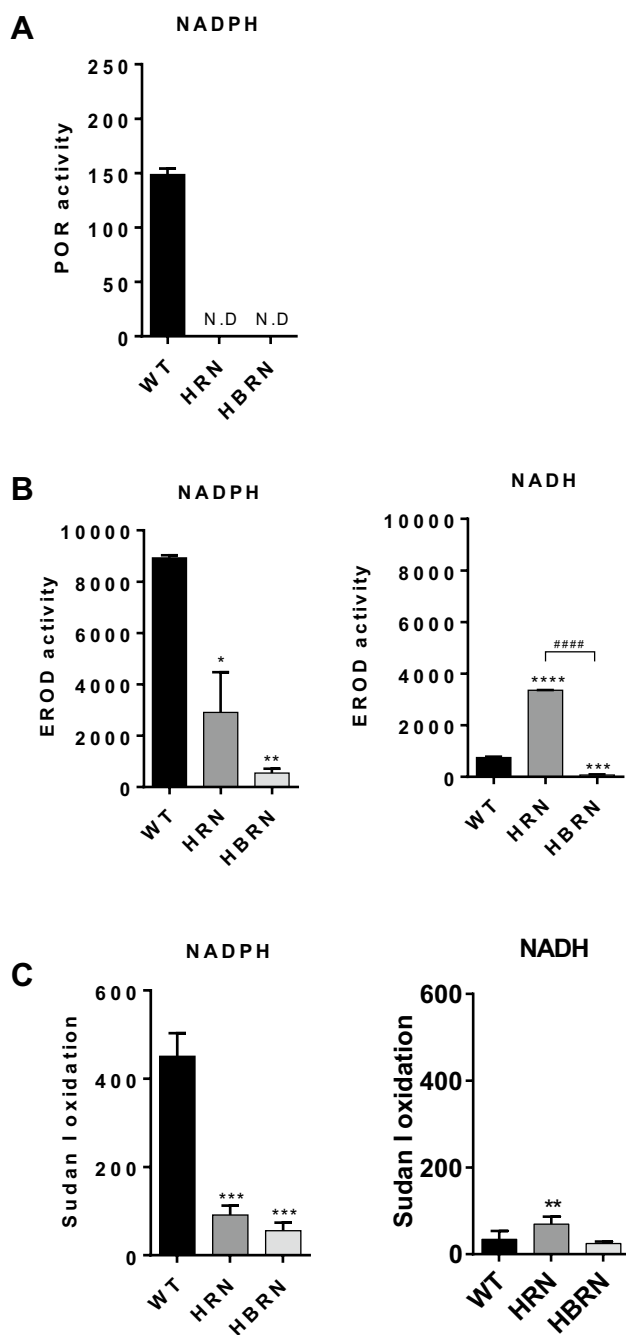 A
NADPH
POR activity
250
200
150
100
50
0
N.D N.D
WT HRN HBRN
B
NADPH
EROD activity
10000
8000
6000
4000
2000
0
*
**
WT HRN HBRN
NADH
EROD activity
10000
8000
6000
4000
2000
0
####
****
***
WT HRN HBRN
C
NADPH
Sudan I oxidation
600
400
200
0
***
***
WT HRN HBRN
NADH
Sudan I oxidation
600
400
200
0
**
WT HRN HBRN